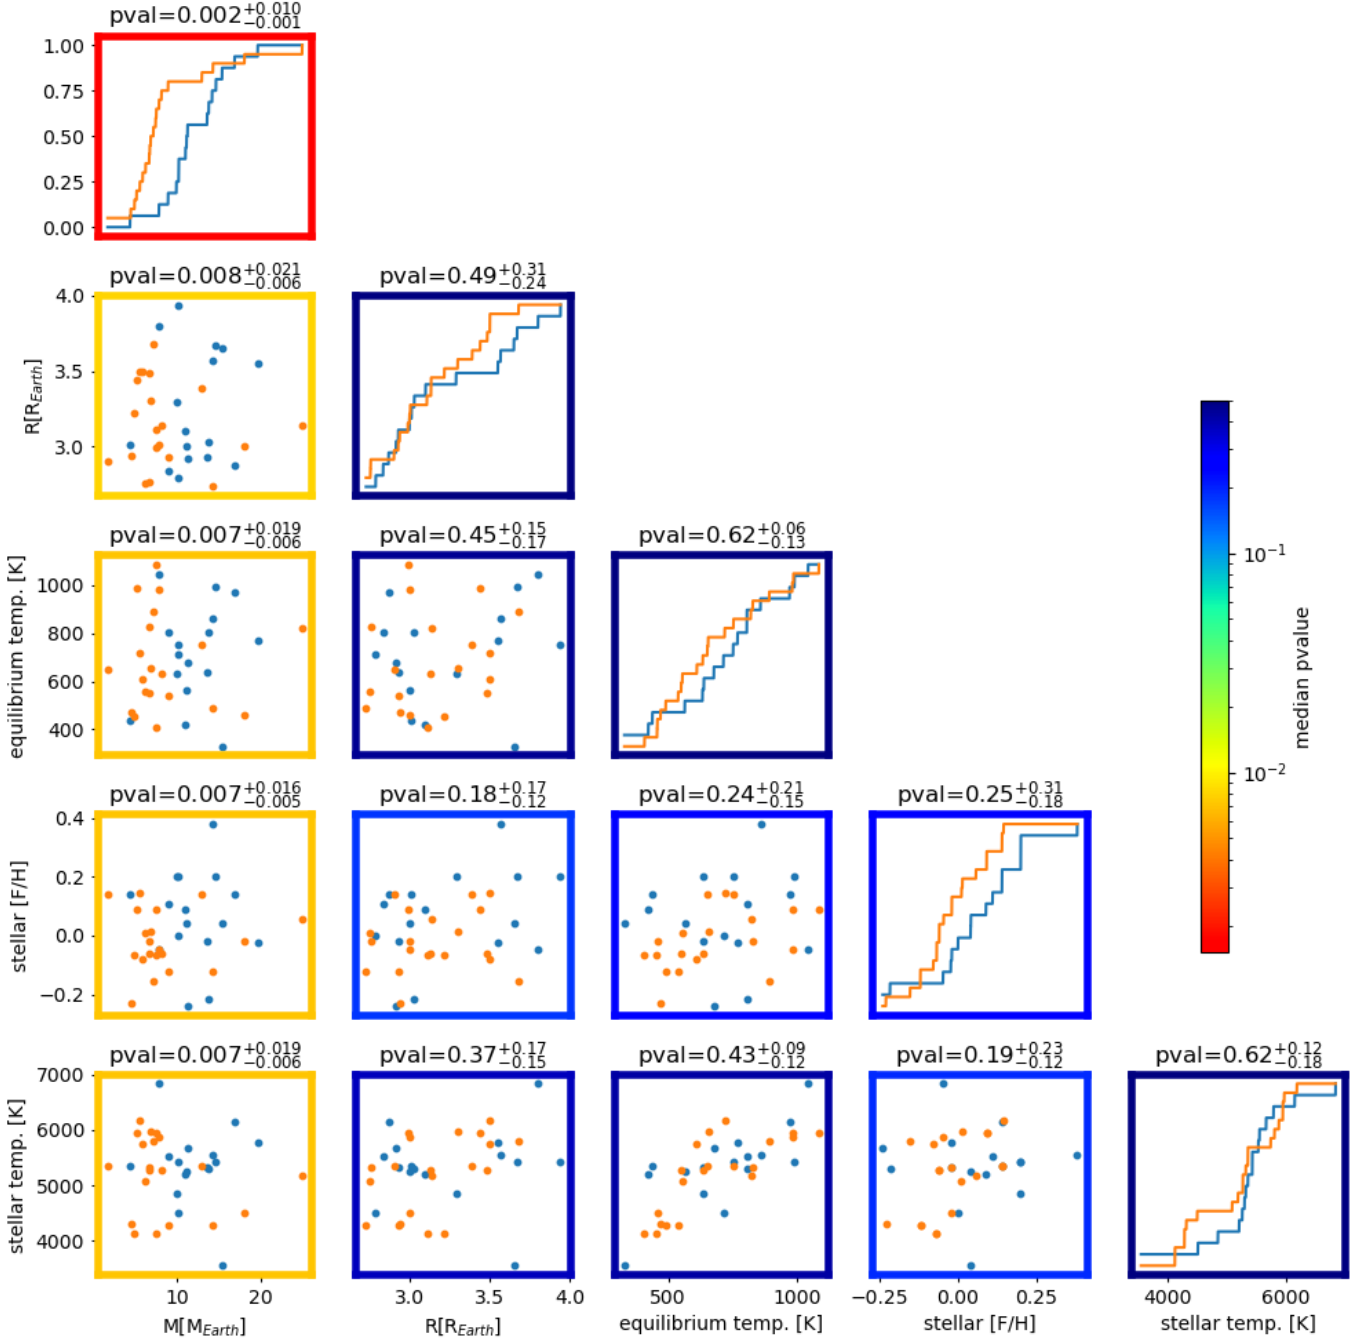 pval=0.002+0.010−0.001
1.00
0.75
0.50
0.25
0.00
pval=0.008+0.021−0.006
pval=0.49+0.31−0.24
4.0
3.5
3.0
R[REarth]
pval=0.007+0.019−0.006
pval=0.45+0.15−0.17
pval=0.62+0.06−0.13
1000
800
600
400
equilibrium temp. [K]
pval=0.007+0.016−0.005
pval=0.18+0.17−0.12
pval=0.24+0.21−0.15
pval=0.25+0.31−0.18
0.4
0.2
0.0
−0.2
stellar [F/H]
pval=0.007+0.019−0.006
pval=0.37+0.17−0.15
pval=0.43+0.09−0.12
pval=0.19+0.23−0.12
pval=0.62+0.12−0.18
7000
6000
5000
4000
stellar temp. [K]
10 20
3.0 3.5 4.0
500 1000
−0.25 0.00 0.25
4000 6000
M[MEarth]
R[REarth]
equilibrium temp. [K]
stellar [F/H]
stellar temp. [K]
10−1
10−2
median pvalue